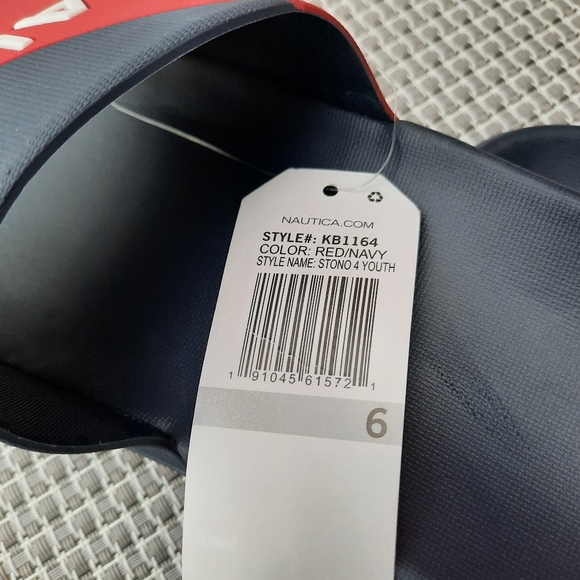 NAUTICA.COM
STYLE#: KB1164
COLOR: RED/NAVY
STYLE NAME: STONO 4 YOUTH
1 91045 61572 1
6